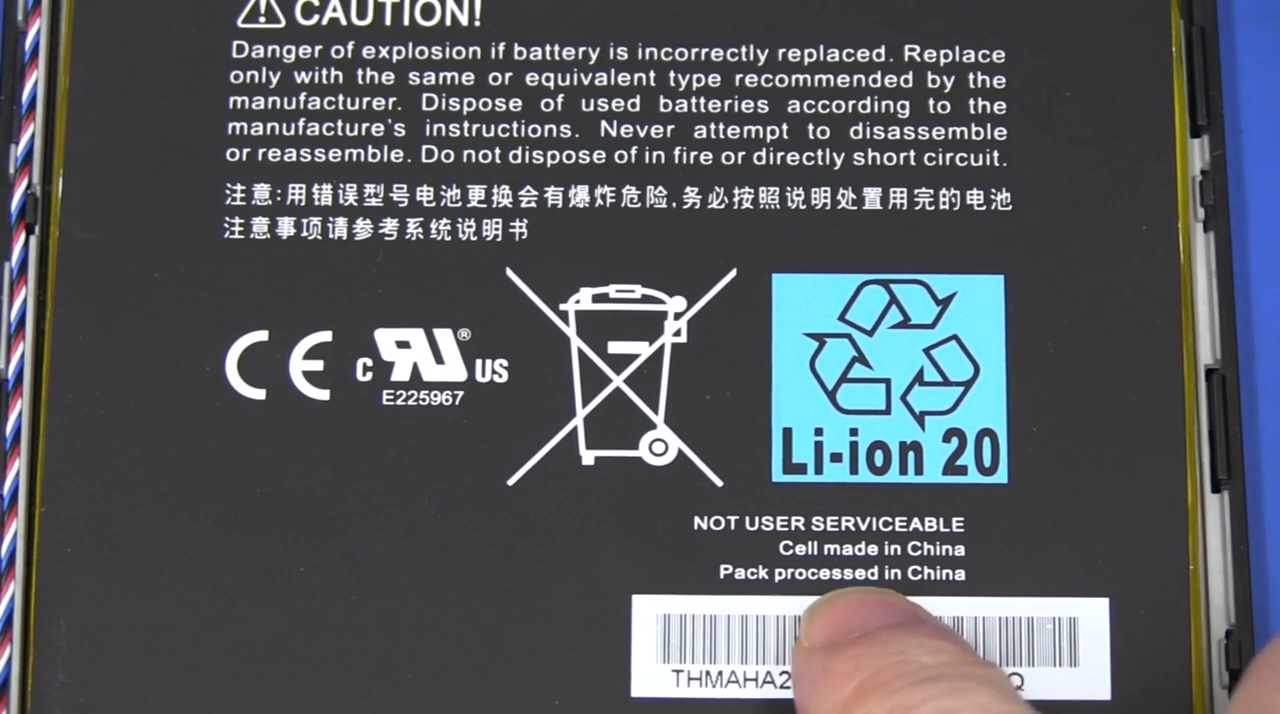 CAUTION!
Danger of explosion if battery is incorrectly replaced. Replace
only with the same or equivalent type recommended by the
manufacturer. Dispose of used batteries according to the
manufacture's instructions. Never attempt to disassemble
or reassemble. Do not dispose of in fire or directly short circuit.
注意:用错误型号电池更换会有爆炸危险,务必按照说明处置用完的电池
注意事项请参考系统说明书
CE c RU ® US
E225967
Li-ion 20
NOT USER SERVICEABLE
Cell made in China
Pack processed in China